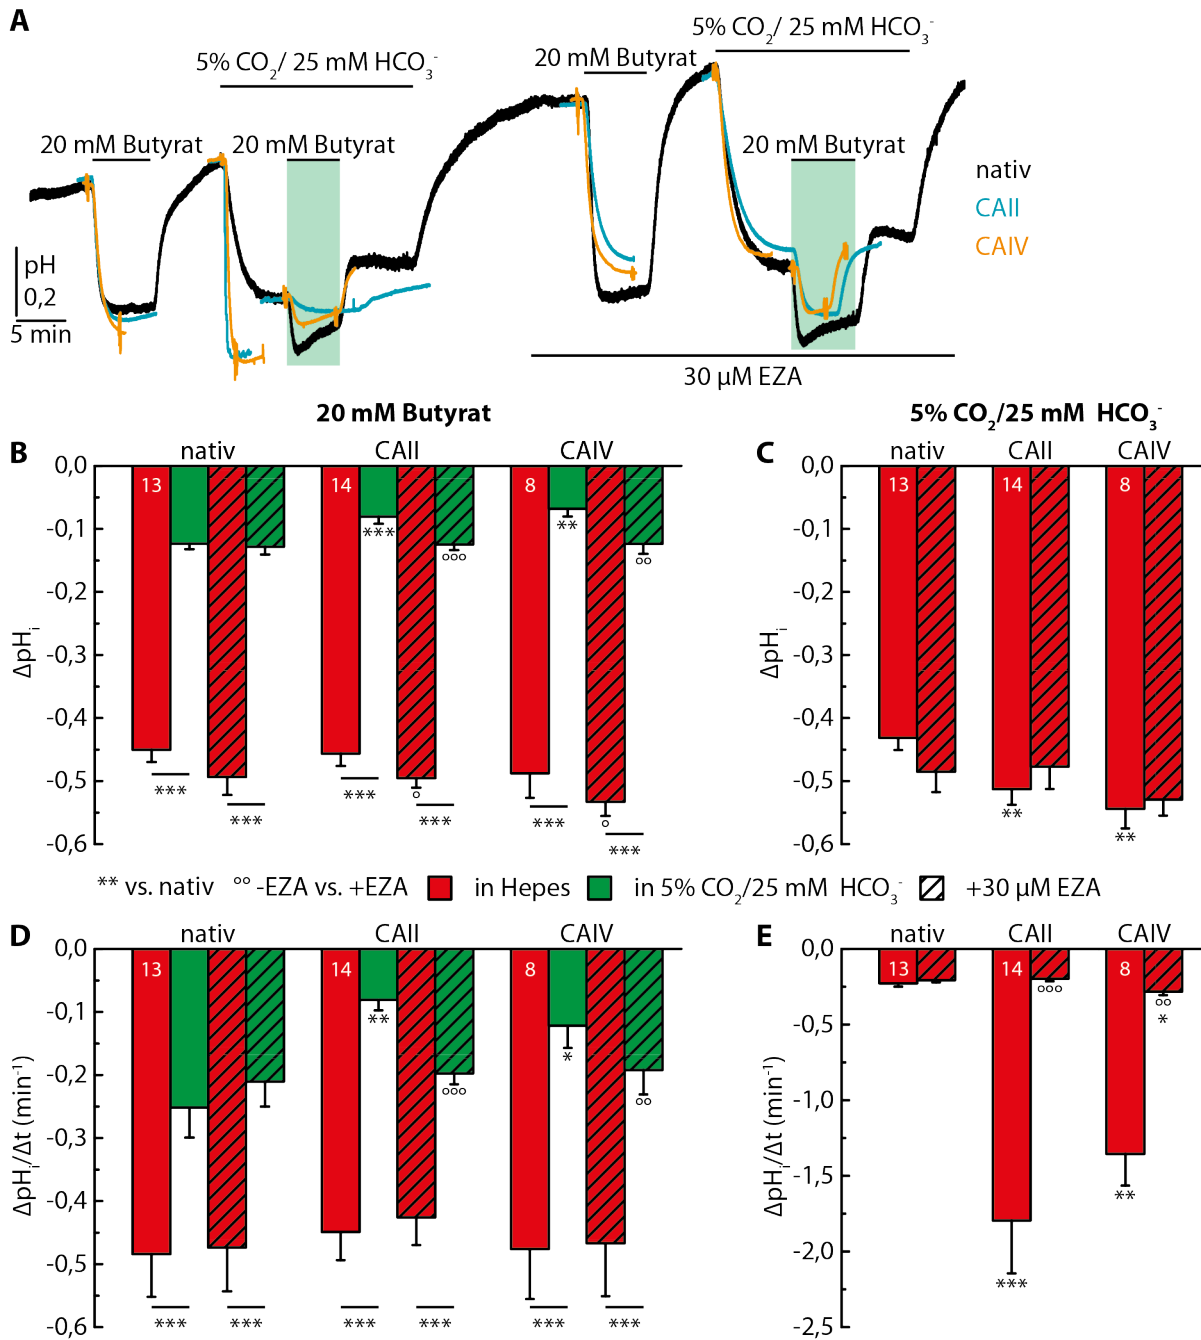 A
5% CO₂/ 25 mM HCO₃⁻
5% CO₂/ 25 mM HCO₃⁻
20 mM Butyrat
20 mM Butyrat
20 mM Butyrat
20 mM Butyrat
nativ
CAII
CAIV
pH
0,2
5 min
30 µM EZA
20 mM Butyrat
5% CO₂/25 mM HCO₃⁻
B
nativ
CAII
CAIV
0,0
-0,1
-0,2
-0,3
-0,4
-0,5
-0,6
ΔpHᵢ
13
14
8
***
**
°°°
°°
***
***
°
***
***
***
°
***
C
nativ
CAII
CAIV
0,0
-0,1
-0,2
-0,3
-0,4
-0,5
-0,6
ΔpHᵢ
13
14
8
**
**
** vs. nativ °° -EZA vs. +EZA in Hepes in 5% CO₂/25 mM HCO₃⁻ +30 µM EZA
D
nativ
CAII
CAIV
0,0
-0,1
-0,2
-0,3
-0,4
-0,5
-0,6
ΔpHᵢ/Δt (min⁻¹)
13
14
8
**
*
°°°
°°
*** *** *** *** *** ***
E
nativ
CAII
CAIV
0,0
-0,5
-1,0
-1,5
-2,0
-2,5
ΔpHᵢ/Δt (min⁻¹)
13
14
8
°°°
°°
*
**
***